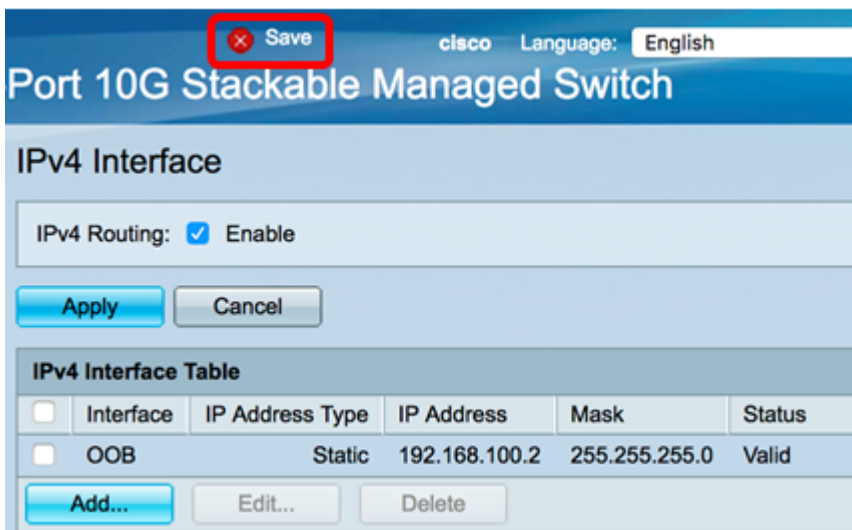 Save cisco Language: English
-Port 10G Stackable Managed Switch
IPv4 Interface
IPv4 Routing: Enable
Apply Cancel
IPv4 Interface Table
Interface IP Address Type IP Address Mask Status
OOB Static 192.168.100.2 255.255.255.0 Valid
Add... Edit... Delete